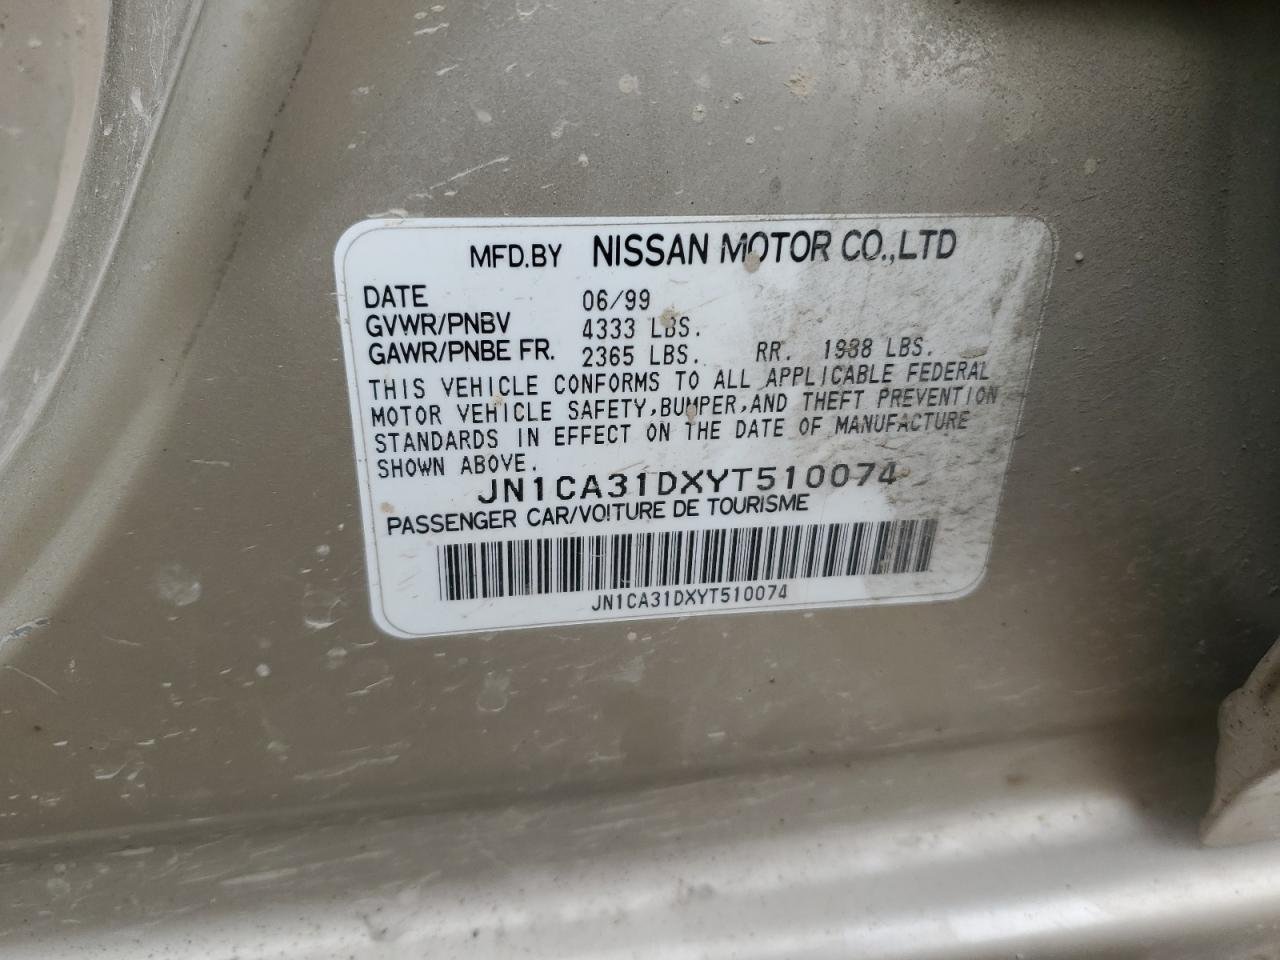 MFD.BY NISSAN MOTOR CO.,LTD
DATE 06/99
GVWR/PNBV 4333 LBS.
GAWR/PNBE FR. 2365 LBS. RR. 1988 LBS.
THIS VEHICLE CONFORMS TO ALL APPLICABLE FEDERAL
MOTOR VEHICLE SAFETY,BUMPER,AND THEFT PREVENTION
STANDARDS IN EFFECT ON THE DATE OF MANUFACTURE
SHOWN ABOVE.
JN1CA31DXYT510074
PASSENGER CAR/VOITURE DE TOURISME
JN1CA31DXYT510074